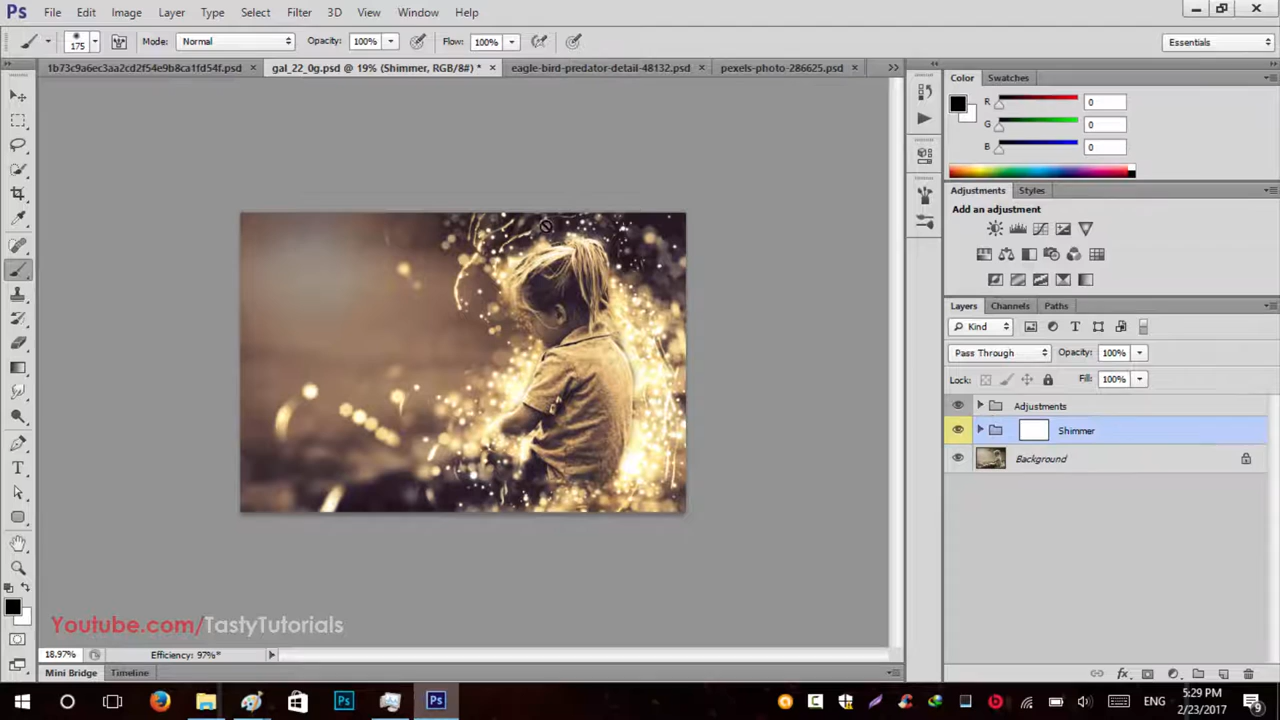 Ps File Edit Image Layer Type Select Filter 3D View Window Help
175 Mode: Normal Opacity: 100% Flow: 100% Essentials
1b73c9a6ec3aa2cd2f54e9b8ca1fd54f.psd × gal_22_0g.psd @ 19% (Shimmer, RGB/8#) * × eagle-bird-predator-detail-48132.psd × pexels-photo-286625.psd ×
Color Swatches
R 0
G 0
B 0
Adjustments Styles
Add an adjustment
Layers Channels Paths
Kind
Pass Through Opacity: 100%
Lock: Fill: 100%
Adjustments
Shimmer
Background
Youtube.com/TastyTutorials
18.97% Efficiency: 97%*
Mini Bridge Timeline
Ps Ps ENG 5:29 PM
2/23/2017 9